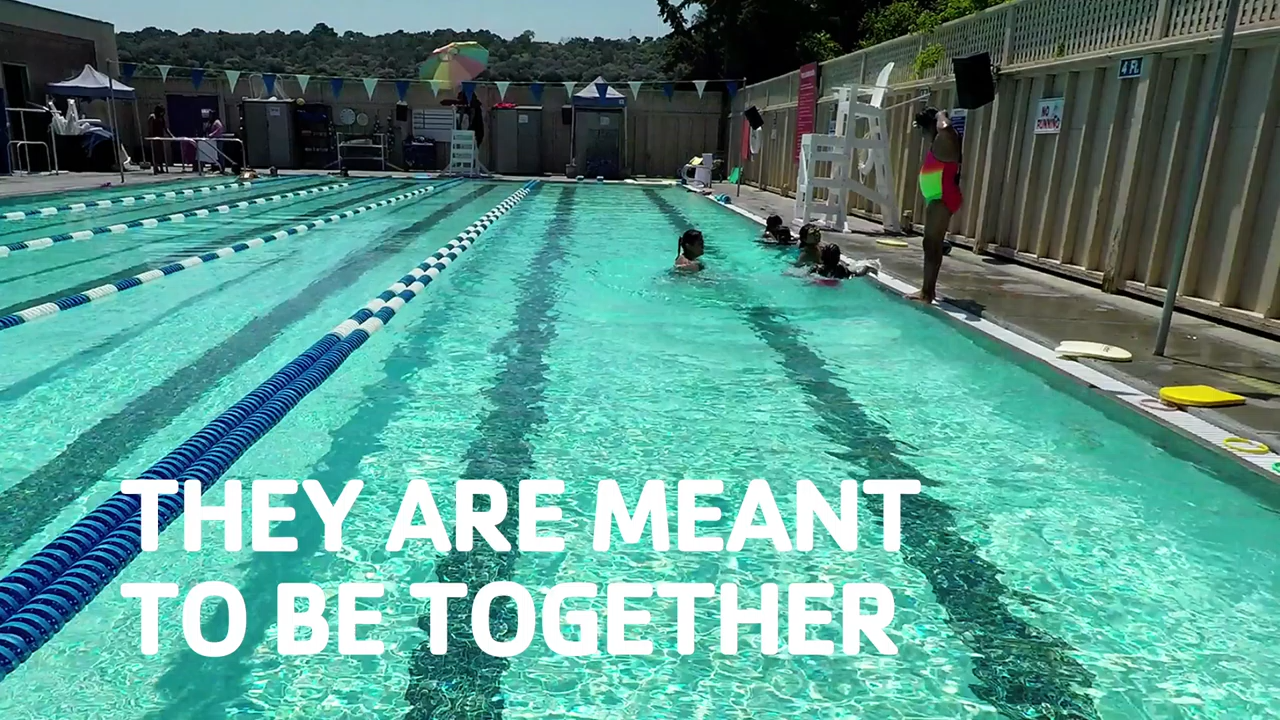 4 FT.
NO
RUNNING
THEY ARE MEANT
TO BE TOGETHER